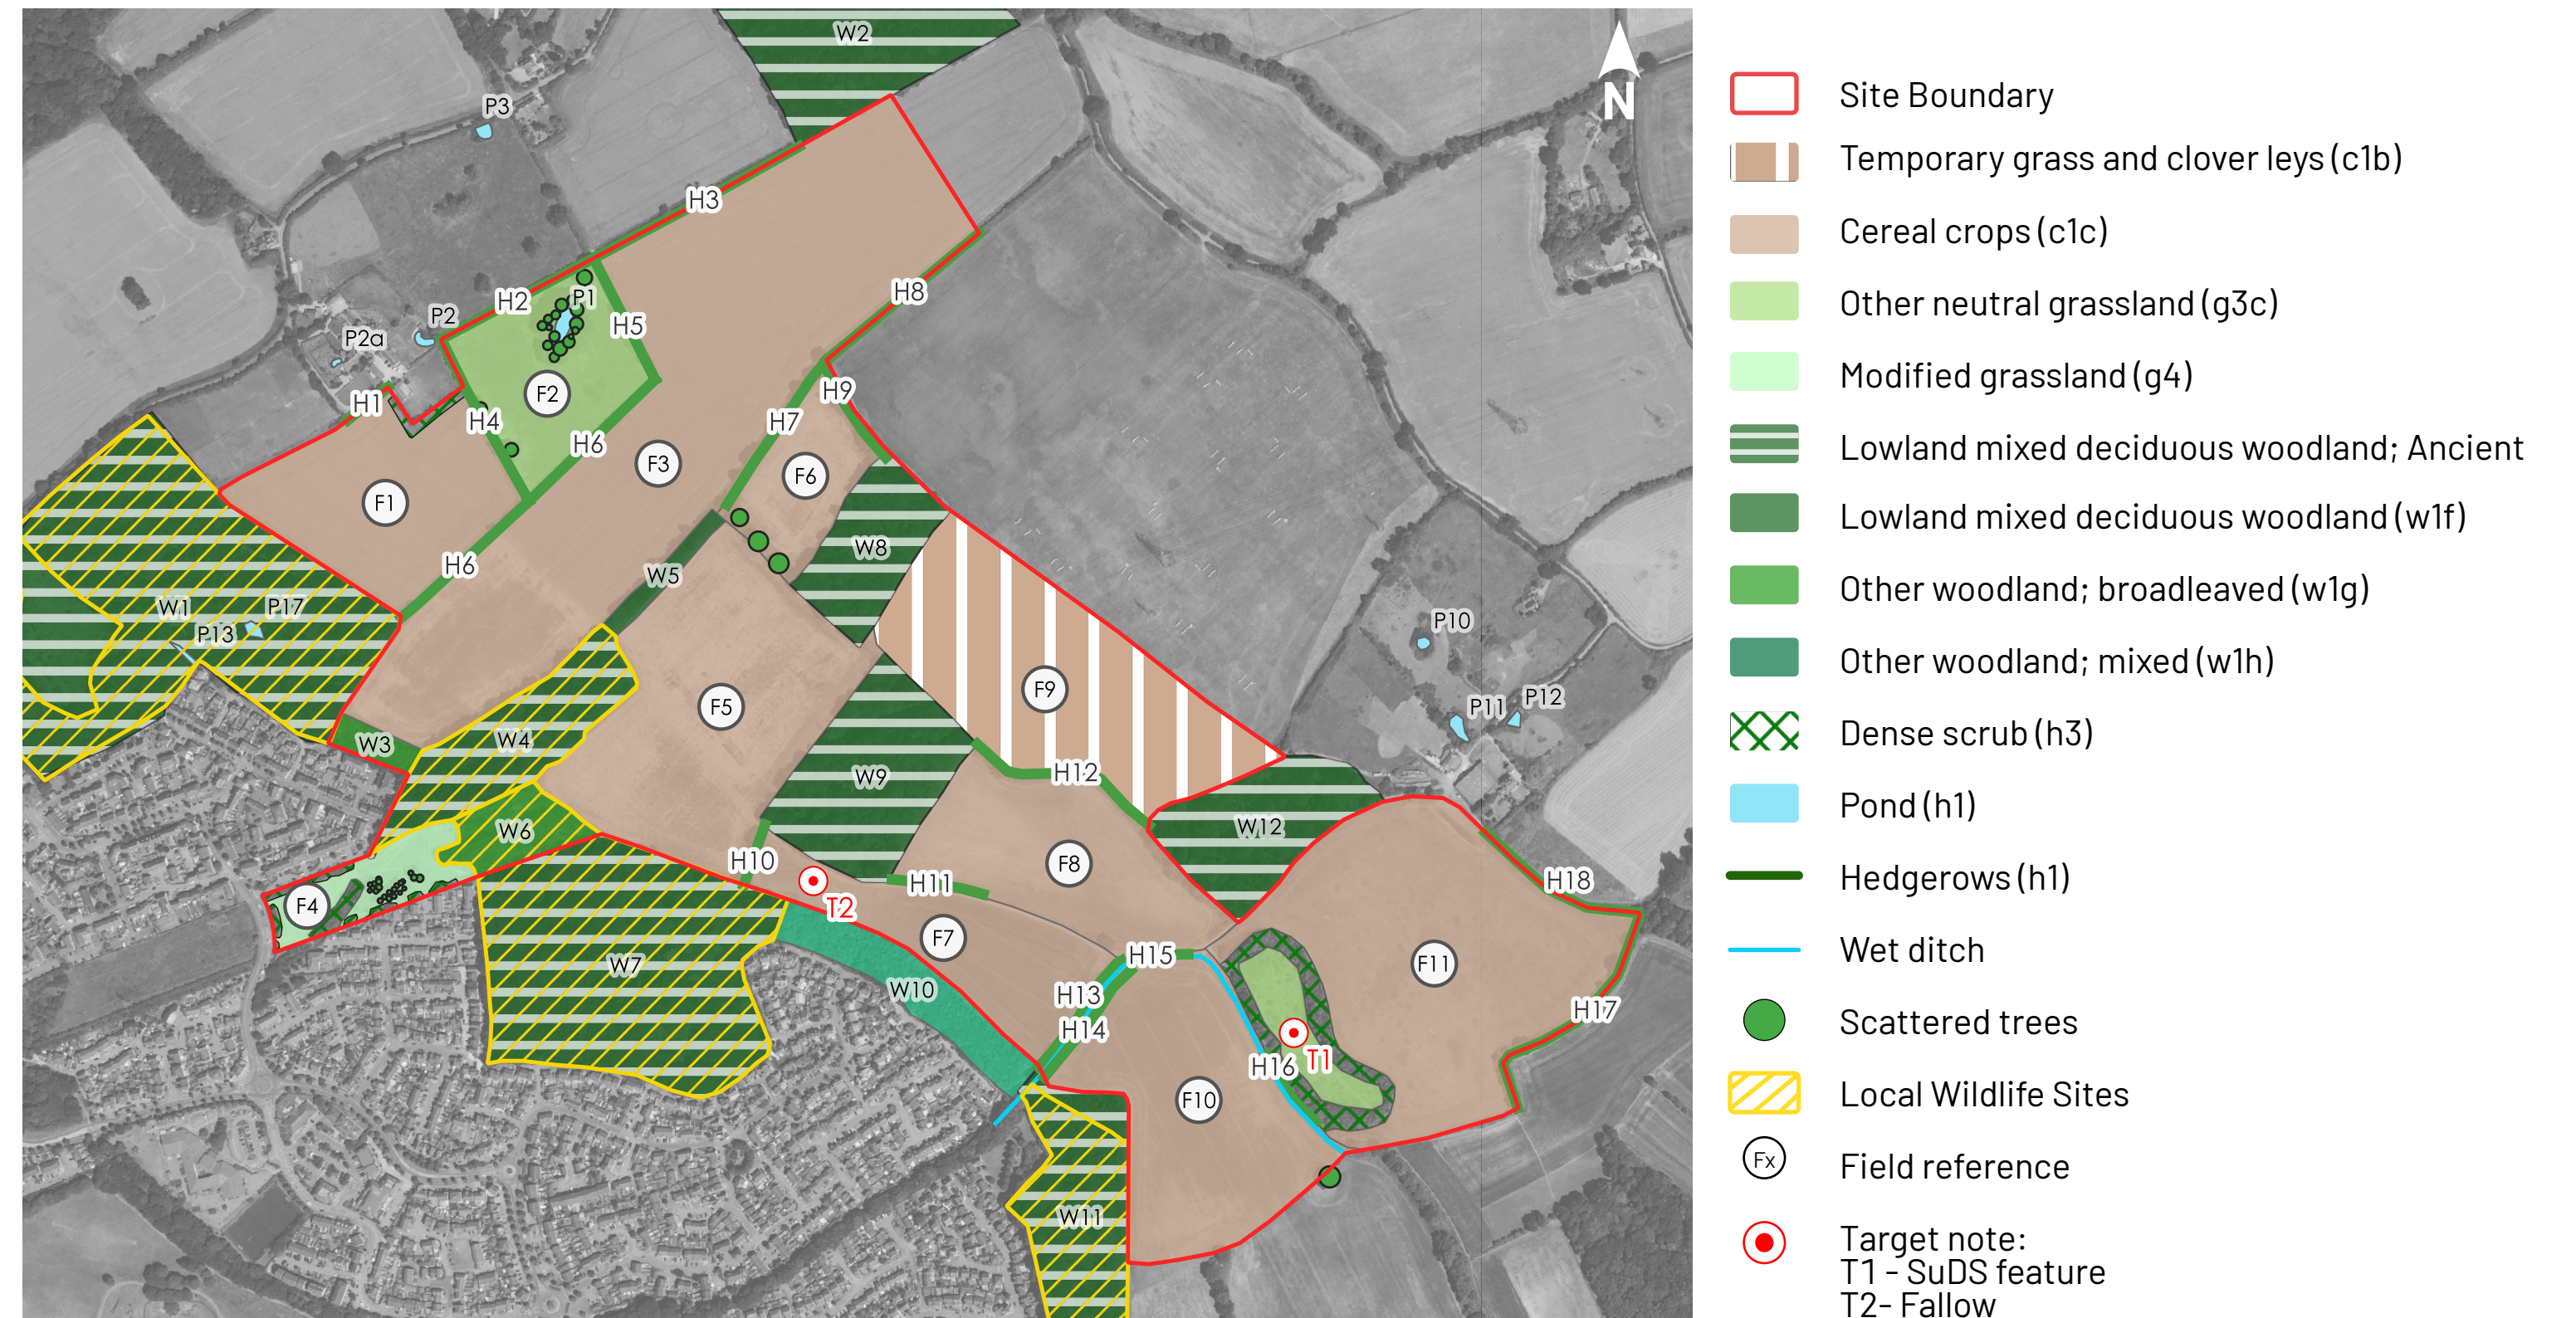 W2
N
P3
H3
H8
H2
P1
H5
P2
P2a
H1
H4
F2
H6
H9
H7
F3
F6
F1
H6
W8
W5
W1
P17
P13
P10
F9
P11
P12
F5
W4
W3
W9
H12
W6
W12
H10
F8
T2
H11
H18
F4
F7
H15
F11
W7
W10
H13
H14
H17
H16
T1
F10
W11
Site Boundary
Temporary grass and clover leys (c1b)
Cereal crops (c1c)
Other neutral grassland (g3c)
Modified grassland (g4)
Lowland mixed deciduous woodland; Ancient
Lowland mixed deciduous woodland (w1f)
Other woodland; broadleaved (w1g)
Other woodland; mixed (w1h)
Dense scrub (h3)
Pond (h1)
Hedgerows (h1)
Wet ditch
Scattered trees
Local Wildlife Sites
Fx
Field reference
Target note:
T1 - SuDS feature
T2- Fallow